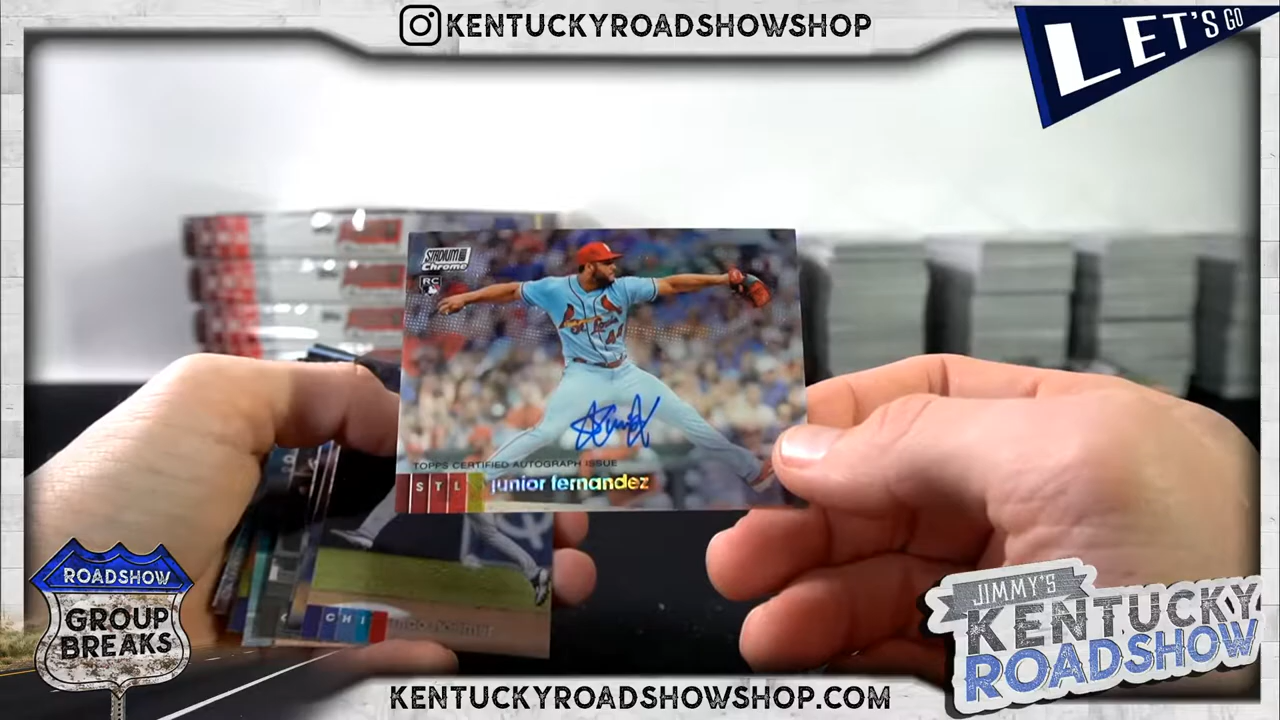 KENTUCKYROADSHOWSHOP
LET'S GO
STADIUM
Chrome
RC
TOPPS CERTIFIED AUTOGRAPH ISSUE
STL
junior fernandez
CHI
ROADSHOW
GROUP
BREAKS
JIMMY'S
KENTUCKY
ROADSHOW
KENTUCKYROADSHOWSHOP.COM